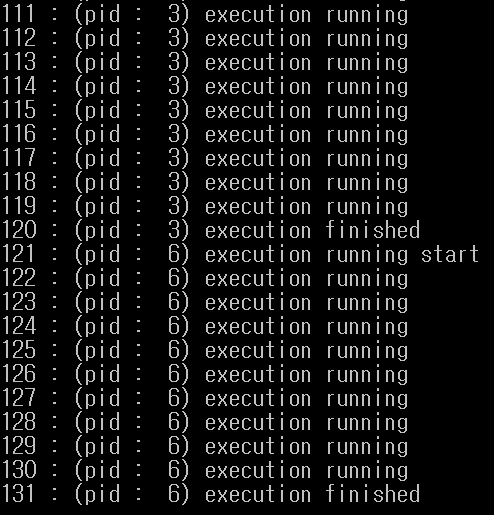 111 : (pid :  3) execution running
112 : (pid :  3) execution running
113 : (pid :  3) execution running
114 : (pid :  3) execution running
115 : (pid :  3) execution running
116 : (pid :  3) execution running
117 : (pid :  3) execution running
118 : (pid :  3) execution running
119 : (pid :  3) execution running
120 : (pid :  3) execution finished
121 : (pid :  6) execution running start
122 : (pid :  6) execution running
123 : (pid :  6) execution running
124 : (pid :  6) execution running
125 : (pid :  6) execution running
126 : (pid :  6) execution running
127 : (pid :  6) execution running
128 : (pid :  6) execution running
129 : (pid :  6) execution running
130 : (pid :  6) execution running
131 : (pid :  6) execution finished